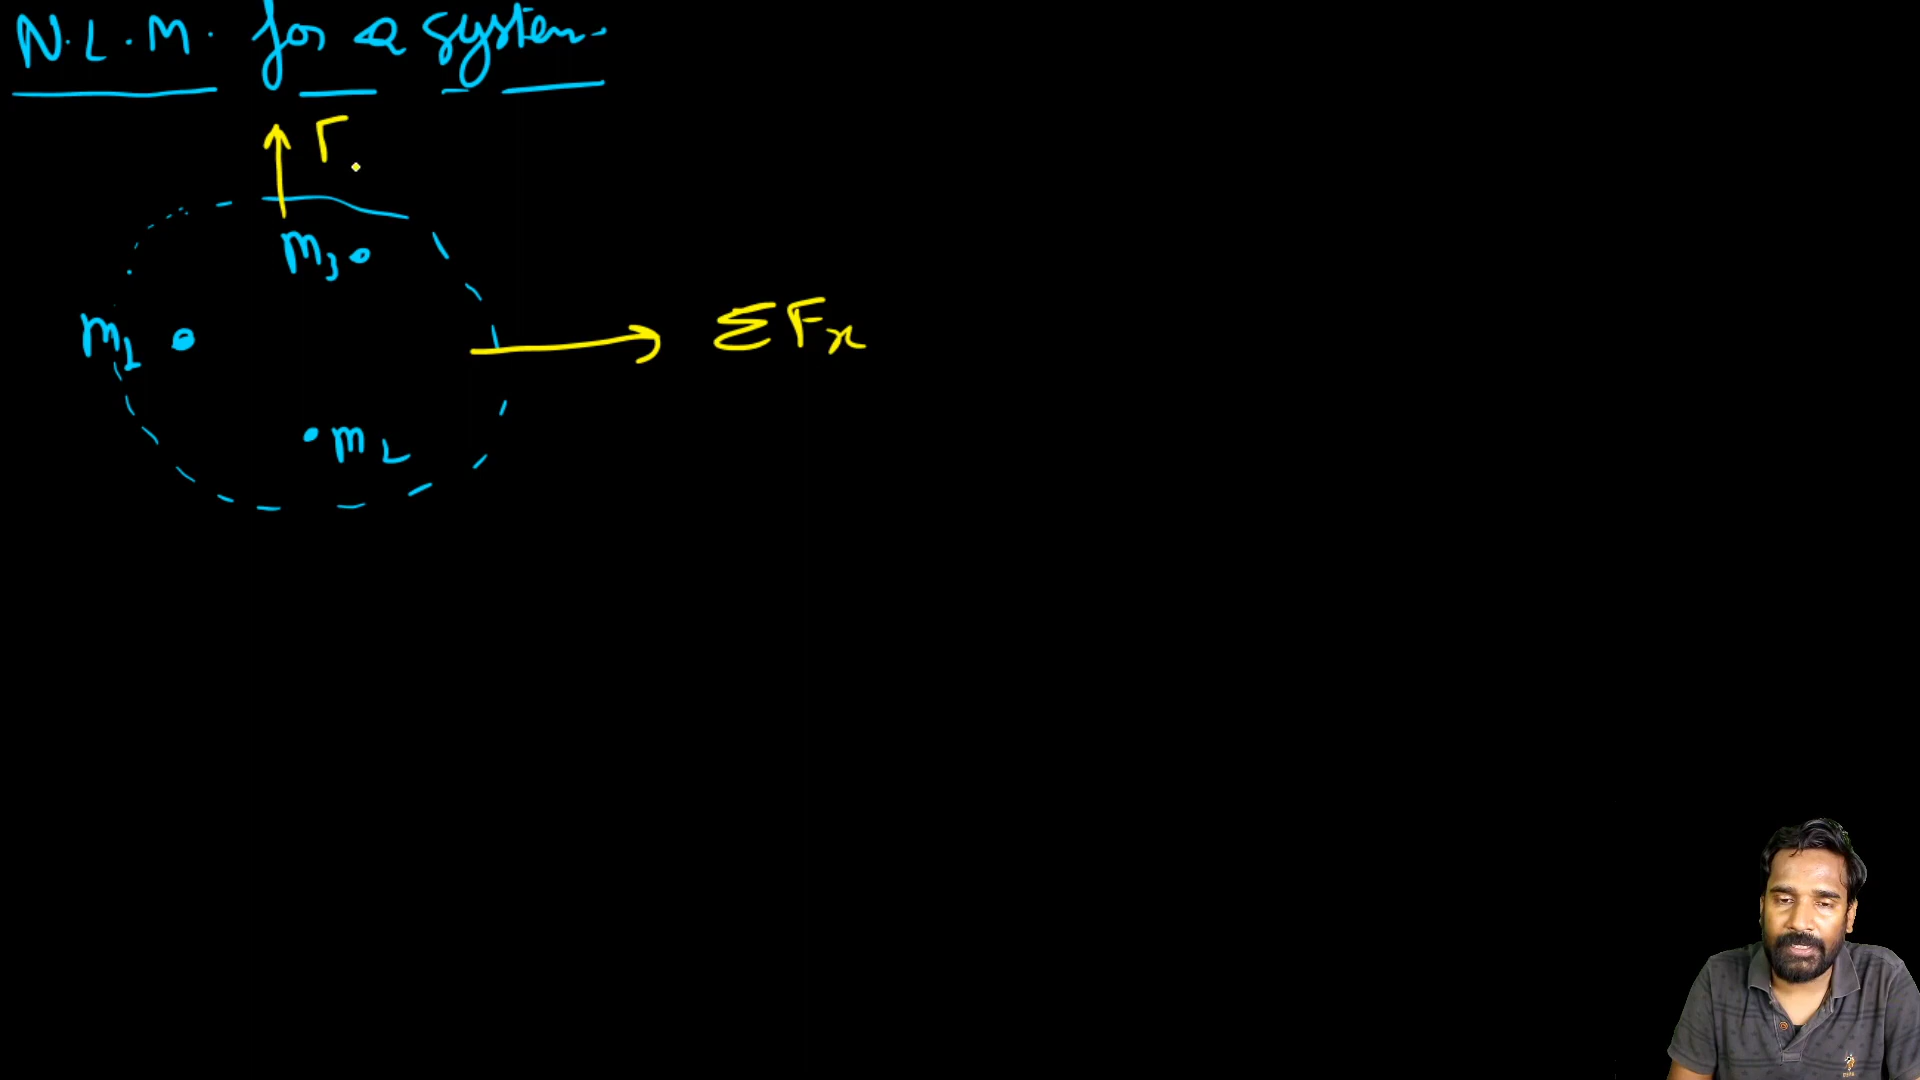 N.L.M. for a system
m3
m1
ΣFx
m2